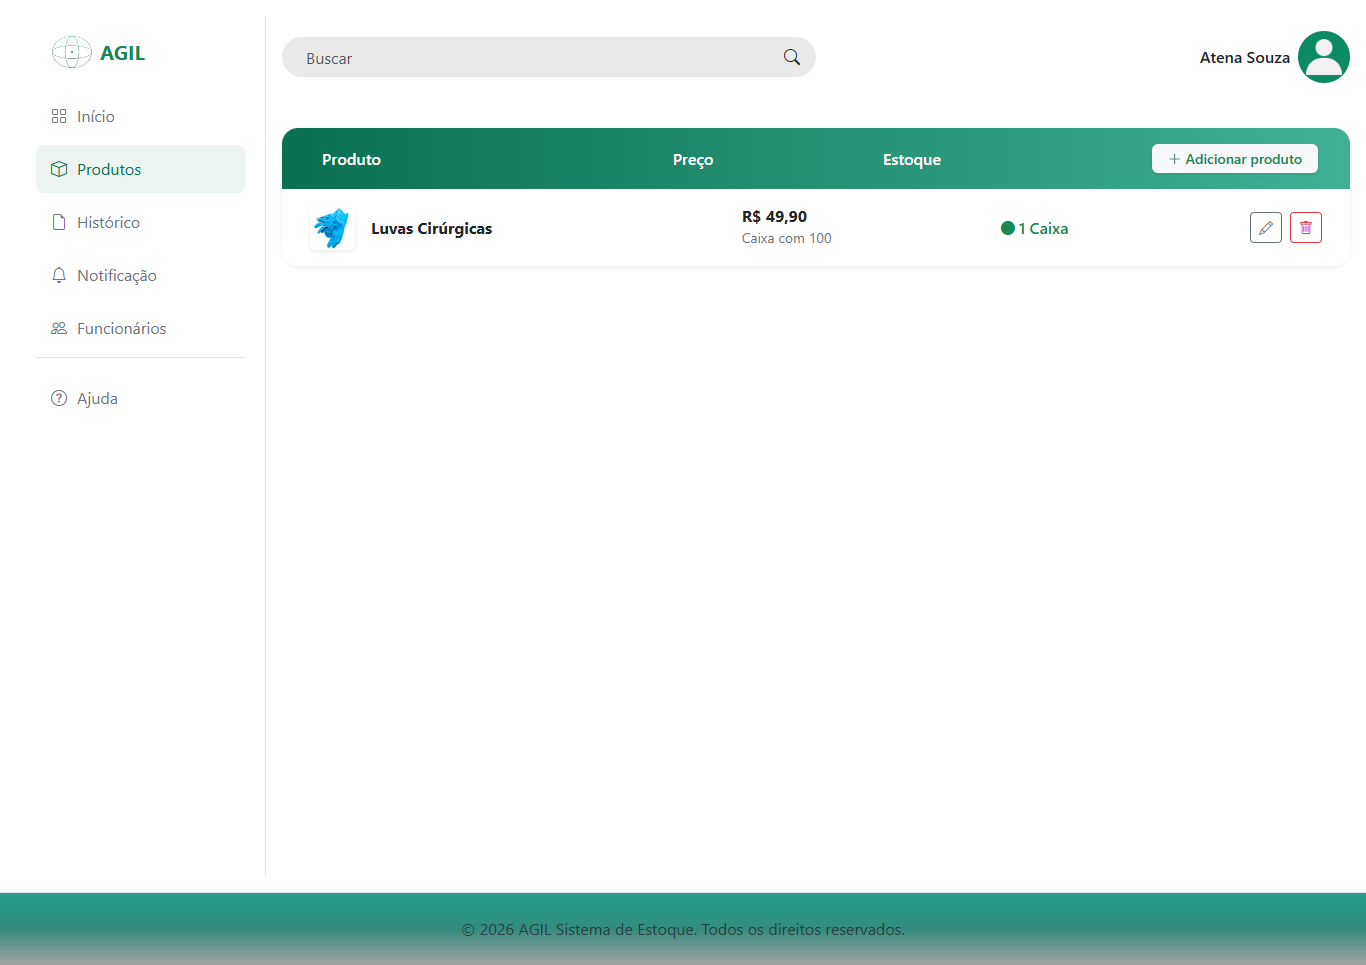 AGIL
Buscar
Atena Souza
Início
Produtos
Histórico
Notificação
Funcionários
Ajuda
Produto Preço Estoque + Adicionar produto
Luvas Cirúrgicas R$ 49,90 1 Caixa
Caixa com 100
© 2026 AGIL Sistema de Estoque. Todos os direitos reservados.